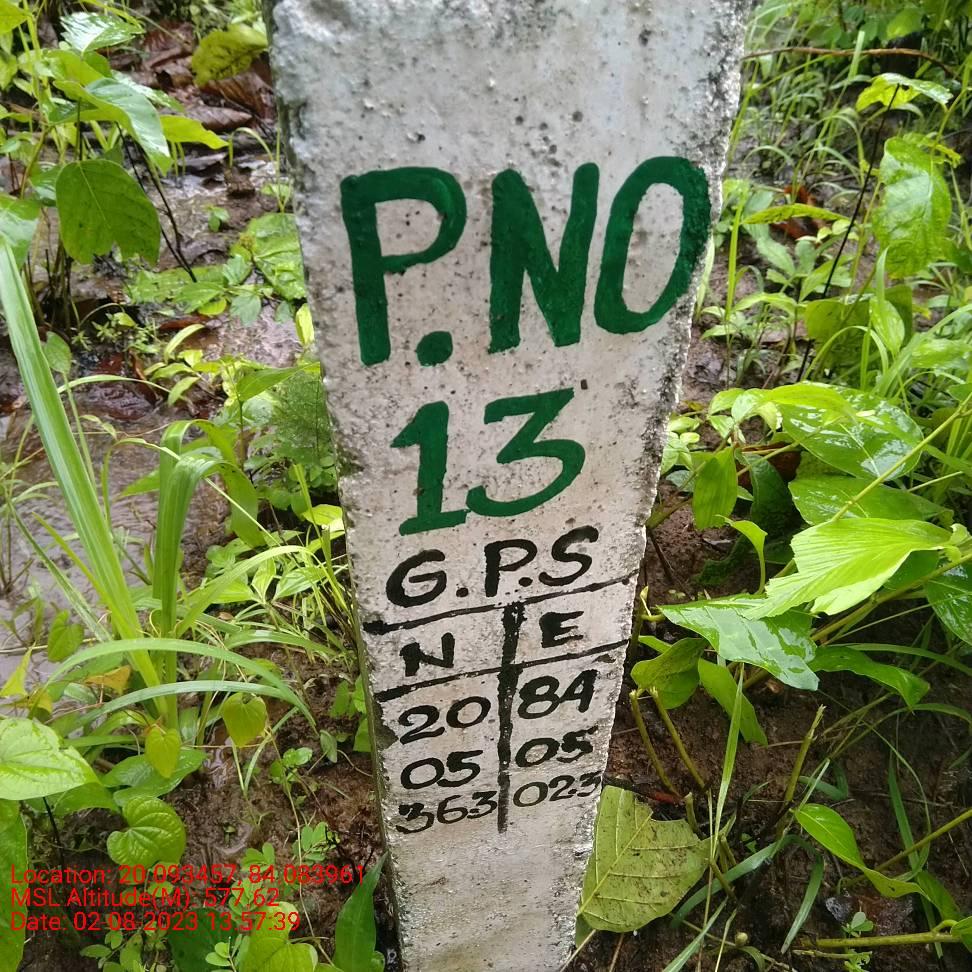 P.NO
13
G.P.S
N E
20 84
05 05
363 023
Location: 20.093457, 84.083961
MSL Altitude(M): 577.62
Date: 02-08-2023 13:57:39